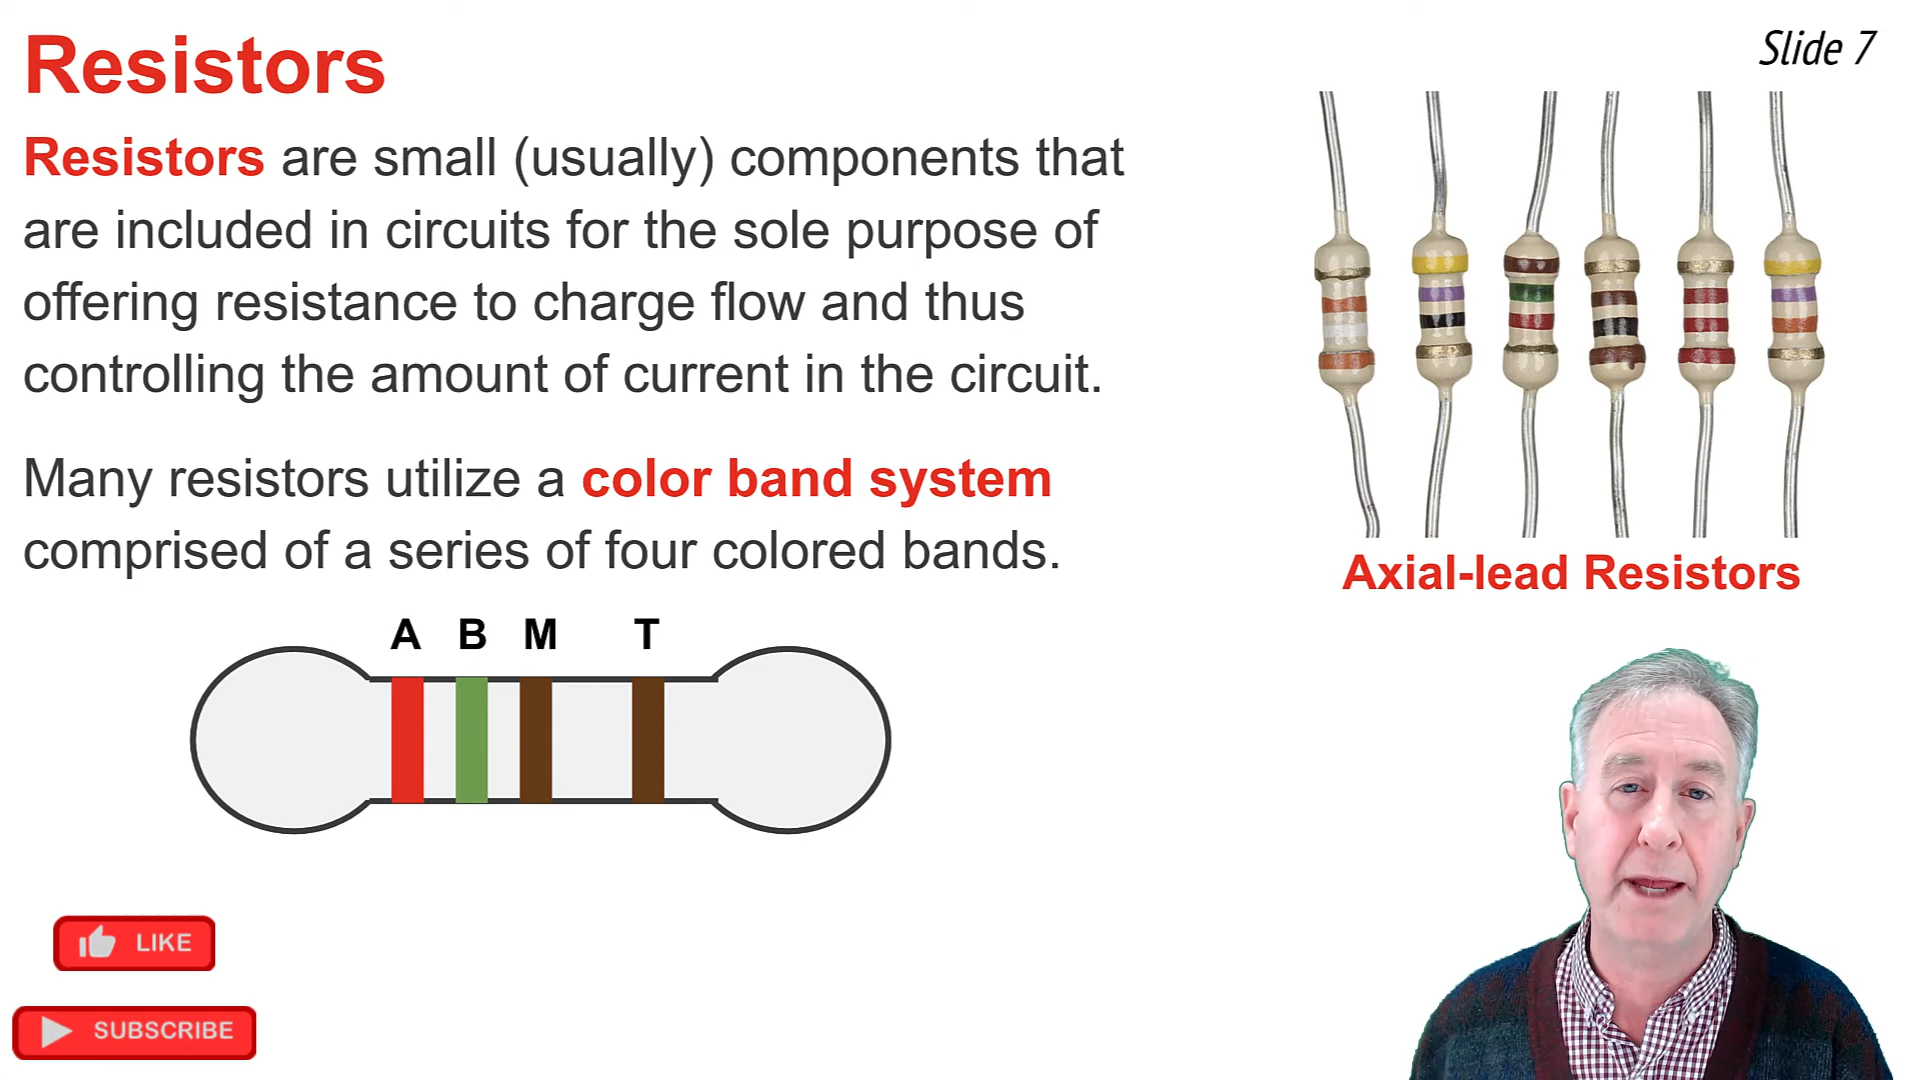 Resistors
Slide 7
Resistors are small (usually) components that
are included in circuits for the sole purpose of
offering resistance to charge flow and thus
controlling the amount of current in the circuit.
Many resistors utilize a color band system
comprised of a series of four colored bands.
Axial-lead Resistors
A B M T
LIKE
SUBSCRIBE